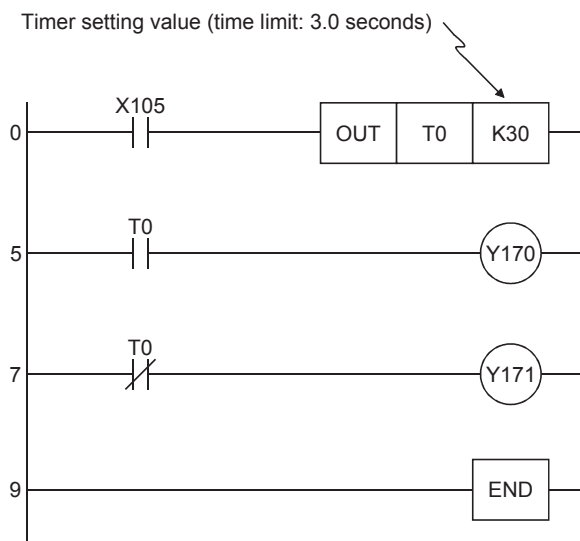 Timer setting value (time limit: 3.0 seconds)
X105
0 OUT T0 K30
T0
5 Y170
T0
7 Y171
9 END